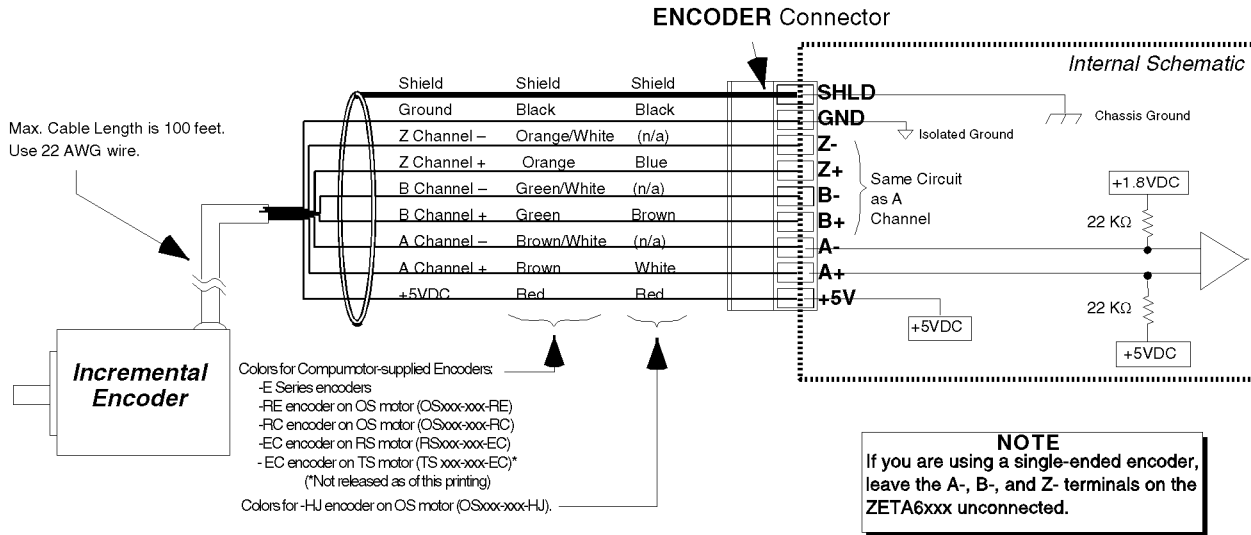 ENCODER Connector
Internal Schematic
Max. Cable Length is 100 feet.
Use 22 AWG wire.
Shield Shield Shield SHLD
Ground Black Black GND
Z Channel – Orange/White (n/a) Z-
Z Channel + Orange Blue Z+
B Channel – Green/White (n/a) B-
B Channel + Green Brown B+
A Channel – Brown/White (n/a) A-
A Channel + Brown White A+
+5VDC Red Red +5V
Chassis Ground
Isolated Ground
Same Circuit
as A
Channel
+1.8VDC
22 KΩ
22 KΩ
+5VDC
+5VDC
Incremental
Encoder
Colors for Compumotor-supplied Encoders:
-E Series encoders
-RE encoder on OS motor (OSxxx-xxx-RE)
-RC encoder on OS motor (OSxxx-xxx-RC)
-EC encoder on RS motor (RSxxx-xxx-EC)
- EC encoder on TS motor (TS xxx-xxx-EC)*
(*Not released as of this printing)
Colors for -HJ encoder on OS motor (OSxxx-xxx-HJ).
NOTE
If you are using a single-ended encoder,
leave the A-, B-, and Z- terminals on the
ZETA6xxx unconnected.